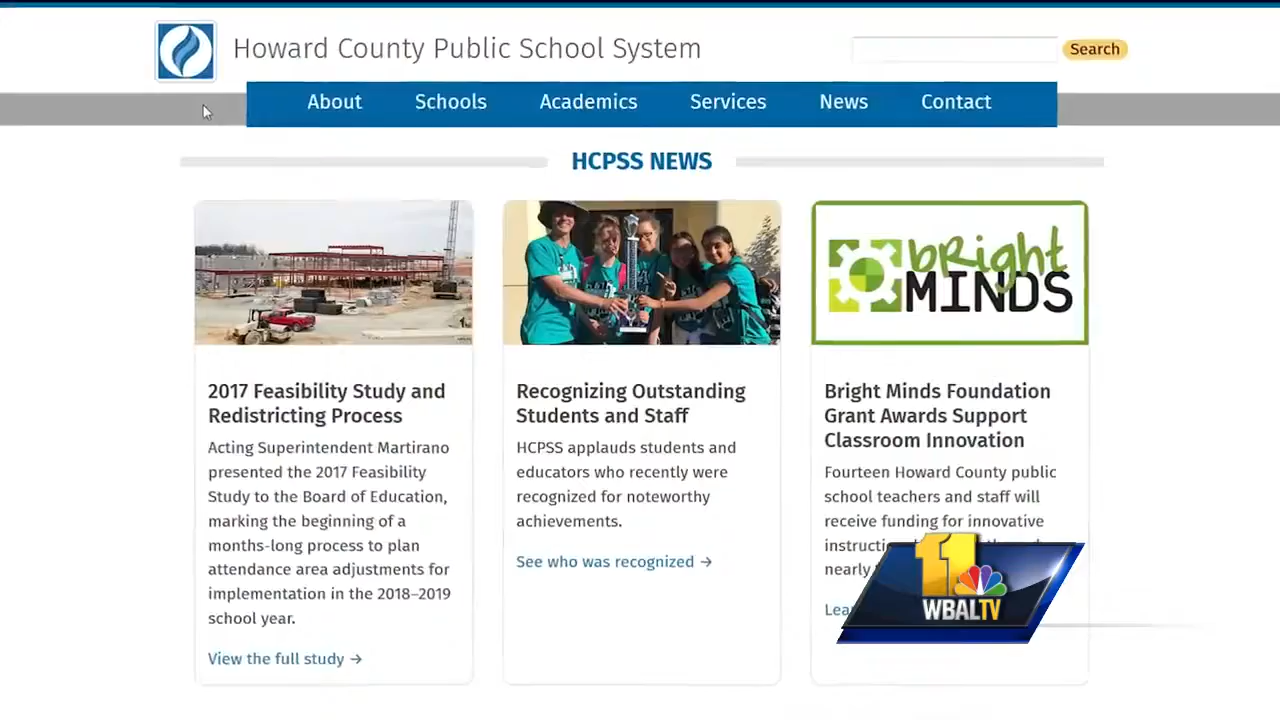 Howard County Public School System
Search
About Schools Academics Services News Contact
HCPSS NEWS
bright
MINDS
2017 Feasibility Study and
Redistricting Process
Acting Superintendent Martirano
presented the 2017 Feasibility
Study to the Board of Education,
marking the beginning of a
months-long process to plan
attendance area adjustments for
implementation in the 2018–2019
school year.
View the full study →
Recognizing Outstanding
Students and Staff
HCPSS applauds students and
educators who recently were
recognized for noteworthy
achievements.
See who was recognized →
Bright Minds Foundation
Grant Awards Support
Classroom Innovation
Fourteen Howard County public
school teachers and staff will
receive funding for innovative
nearly
11
WBALTV